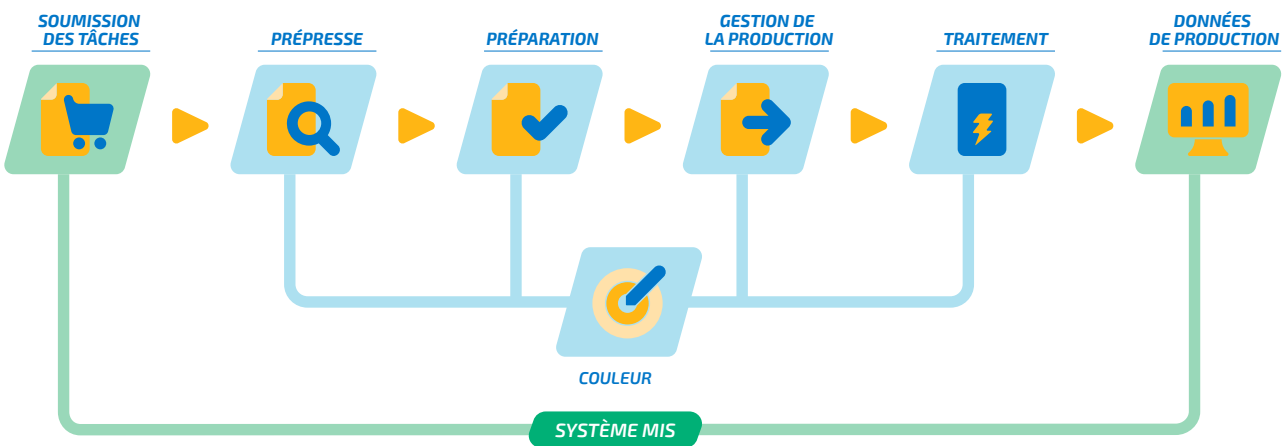 SOUMISSION
DES TÂCHES
PRÉPRESSE
PRÉPARATION
GESTION DE
LA PRODUCTION
TRAITEMENT
DONNÉES
DE PRODUCTION
COULEUR
SYSTÈME MIS